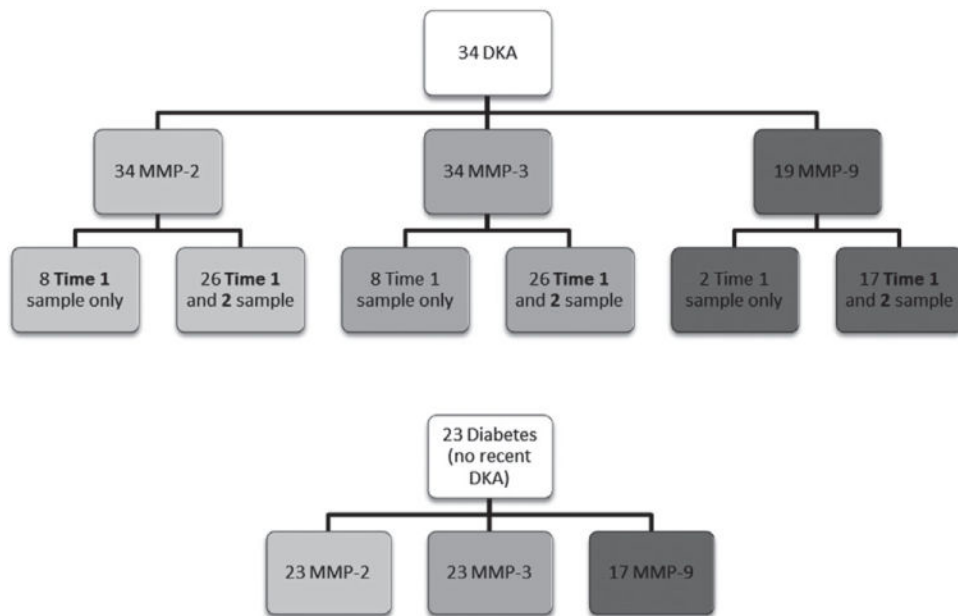 34 DKA
34 MMP-2
34 MMP-3
19 MMP-9
8 Time 1
sample only
26 Time 1
and 2 sample
8 Time 1
sample only
26 Time 1
and 2 sample
2 Time 1
sample only
17 Time 1
and 2 sample
23 Diabetes
(no recent
DKA)
23 MMP-2
23 MMP-3
17 MMP-9